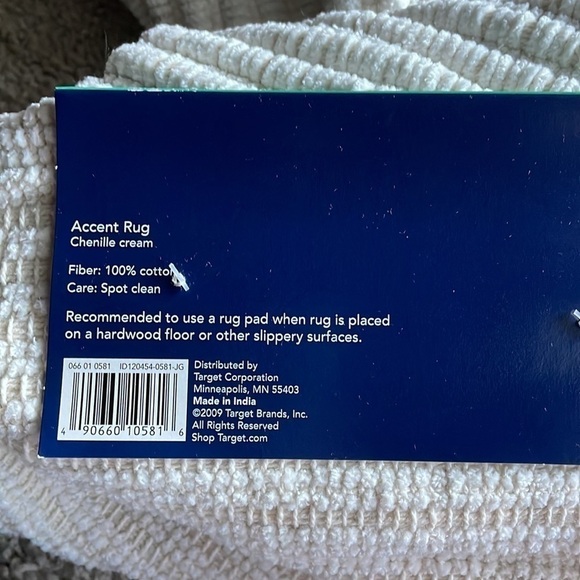 Accent Rug
Chenille cream
Fiber: 100% cotto
Care: Spot clean
Recommended to use a rug pad when rug is placed
on a hardwood floor or other slippery surfaces.
066 01 0581 ID120454-0581-JG
4 90660 10581 6
Distributed by
Target Corporation
Minneapolis, MN 55403
Made in India
©2009 Target Brands, Inc.
All Rights Reserved
Shop Target.com